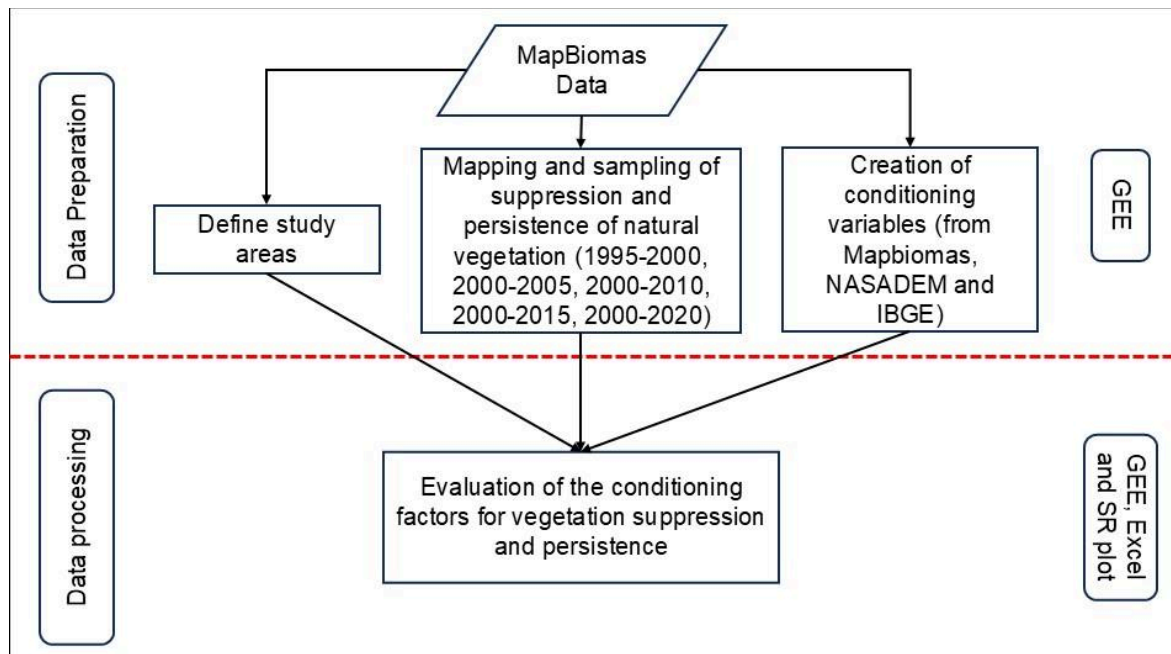 MapBiomas
Data
Data Preparation
Define study
areas
Mapping and sampling of
suppression and
persistence of natural
vegetation (1995-2000,
2000-2005, 2000-2010,
2000-2015, 2000-2020)
Creation of
conditioning
variables (from
Mapbiomas,
NASADEM and
IBGE)
GEE
Data processing
Evaluation of the conditioning
factors for vegetation suppression
and persistence
GEE, Excel
and SR plot